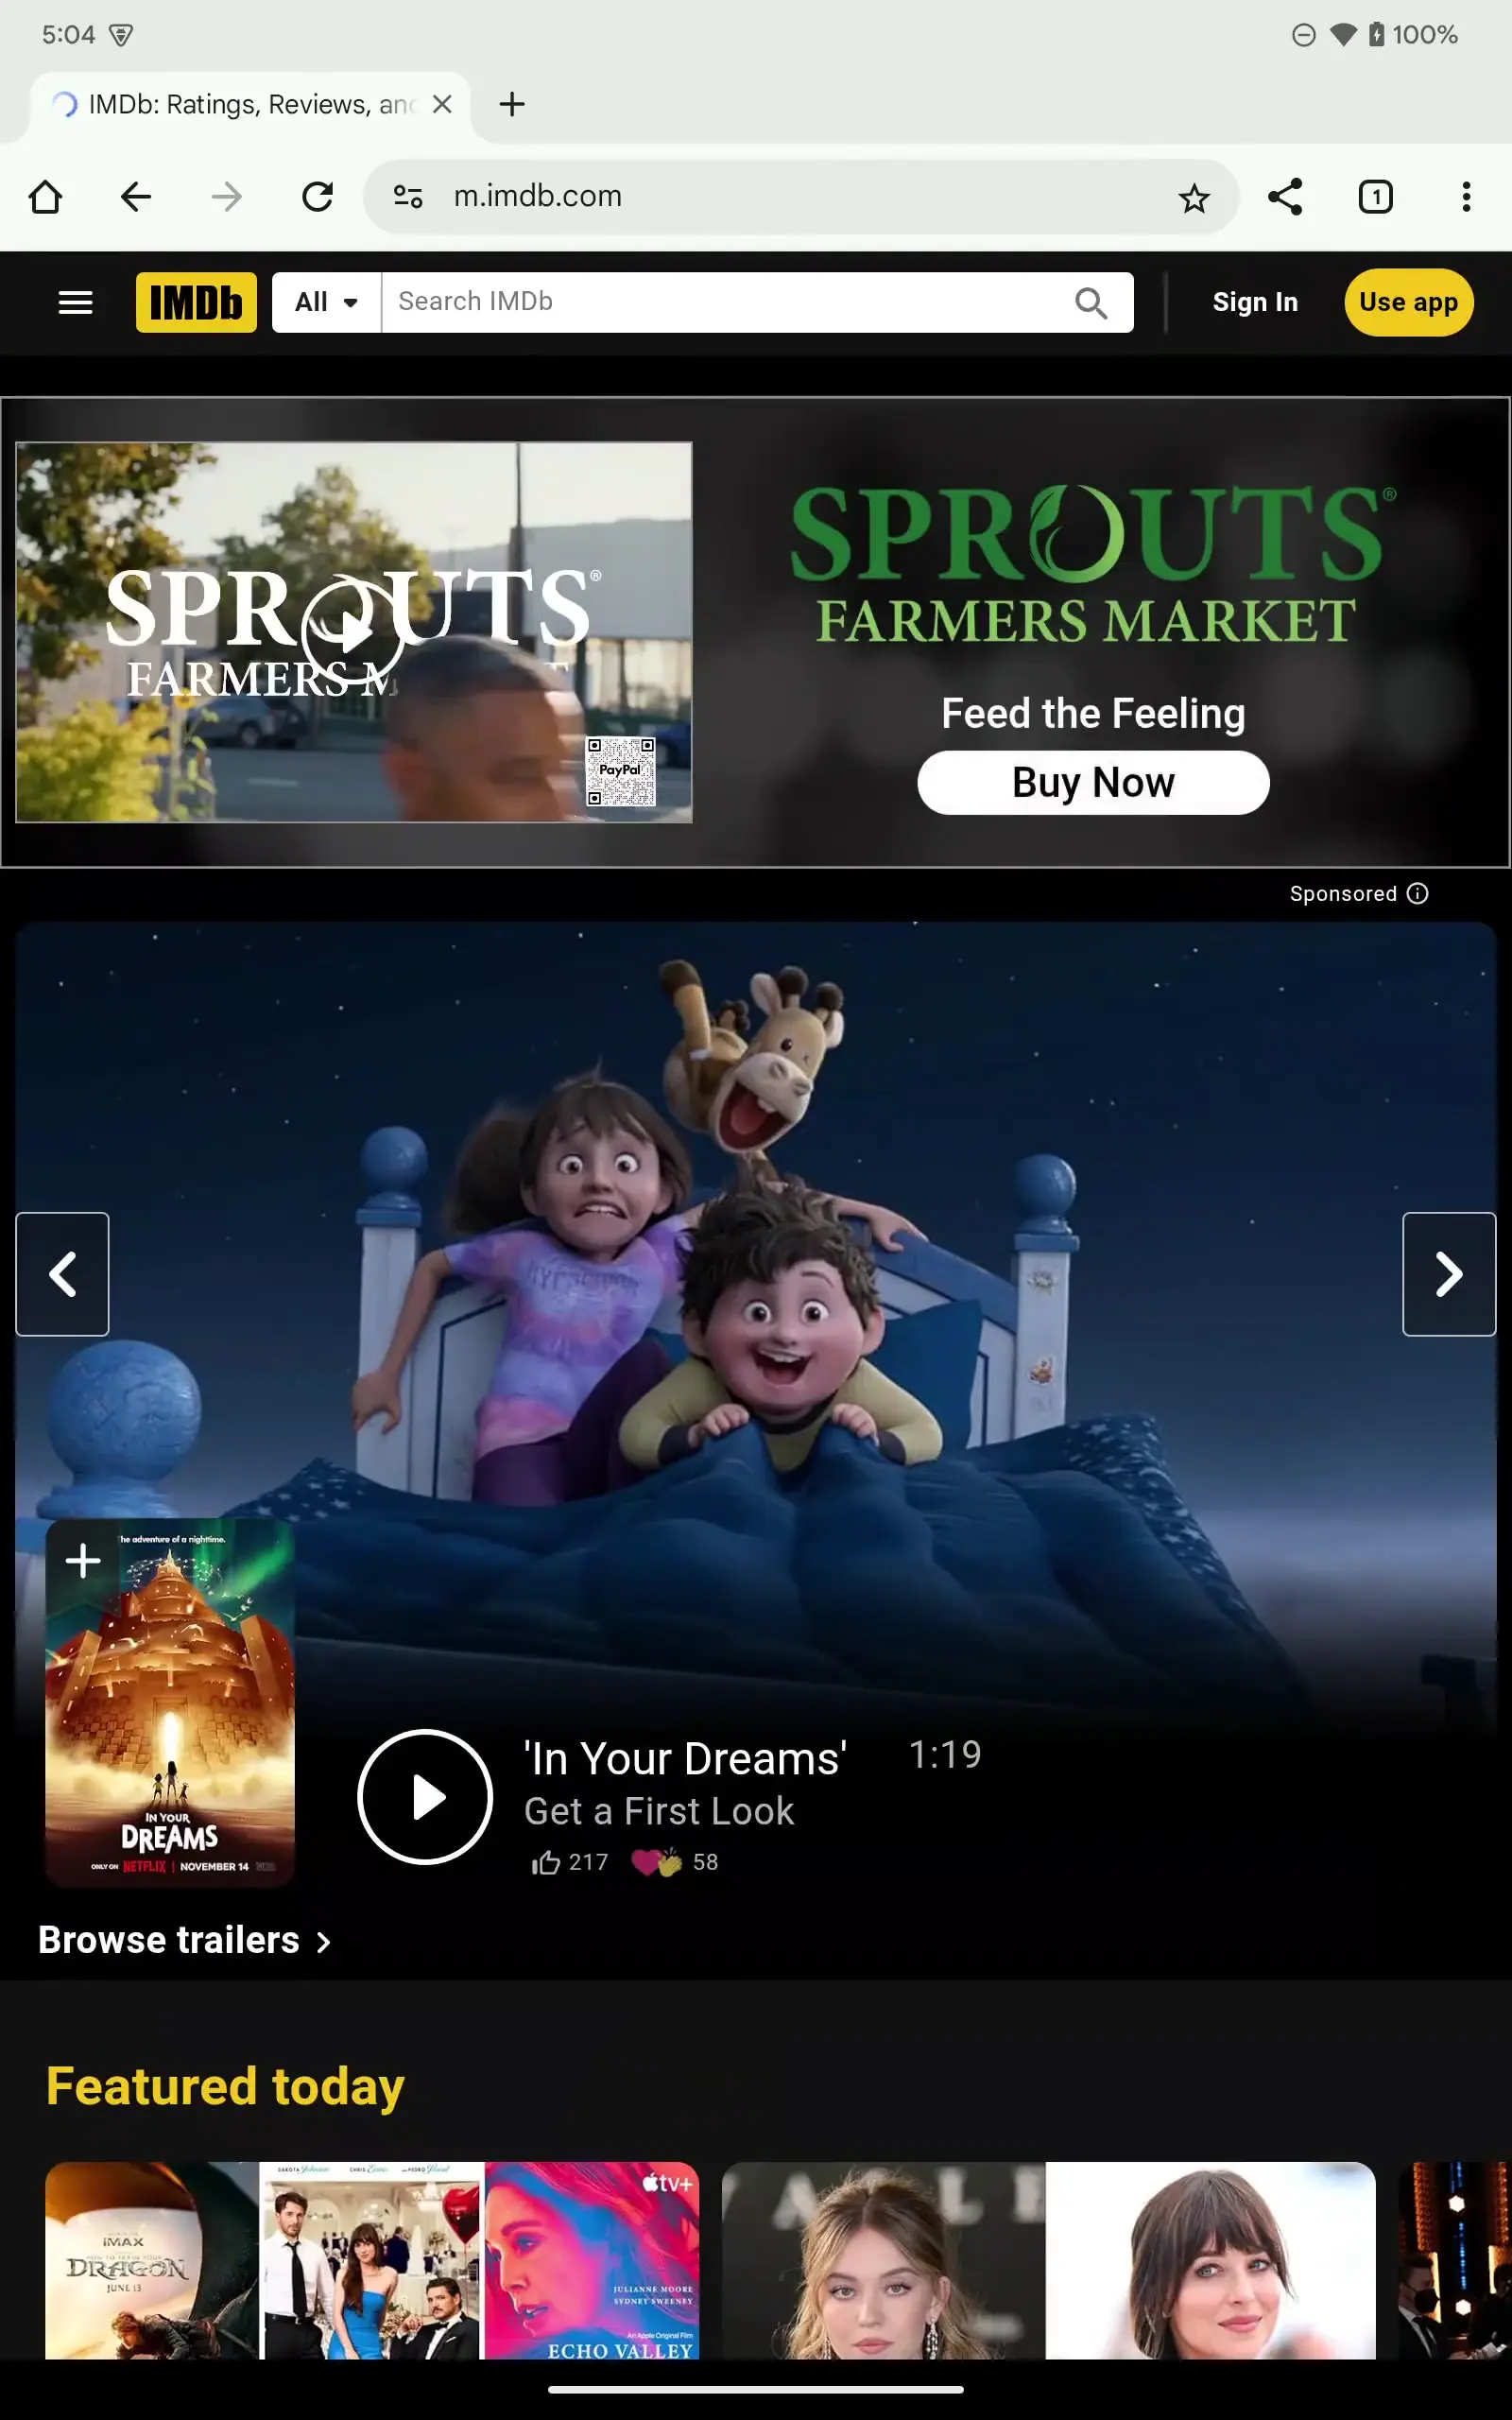 5:04
100%
IMDb: Ratings, Reviews, and
m.imdb.com
1
IMDb
All
Search IMDb
Sign In
Use app
SPROUTS®
FARMERS M
PayPal
SPROUTS®
FARMERS MARKET
Feed the Feeling
Buy Now
Sponsored
The adventure of a nighttime.
IN YOUR
DREAMS
ONLY ON NETFLIX | NOVEMBER 14
'In Your Dreams'
1:19
Get a First Look
217
58
Browse trailers
Featured today
IMAX
DRAGON
JUNE 13
DAKOTA Johnson
CHRIS Evans
PEDRO Pascal
tv+
JULIANNE MOORE
SYDNEY SWEENEY
An Apple Original Film
ECHO VALLEY